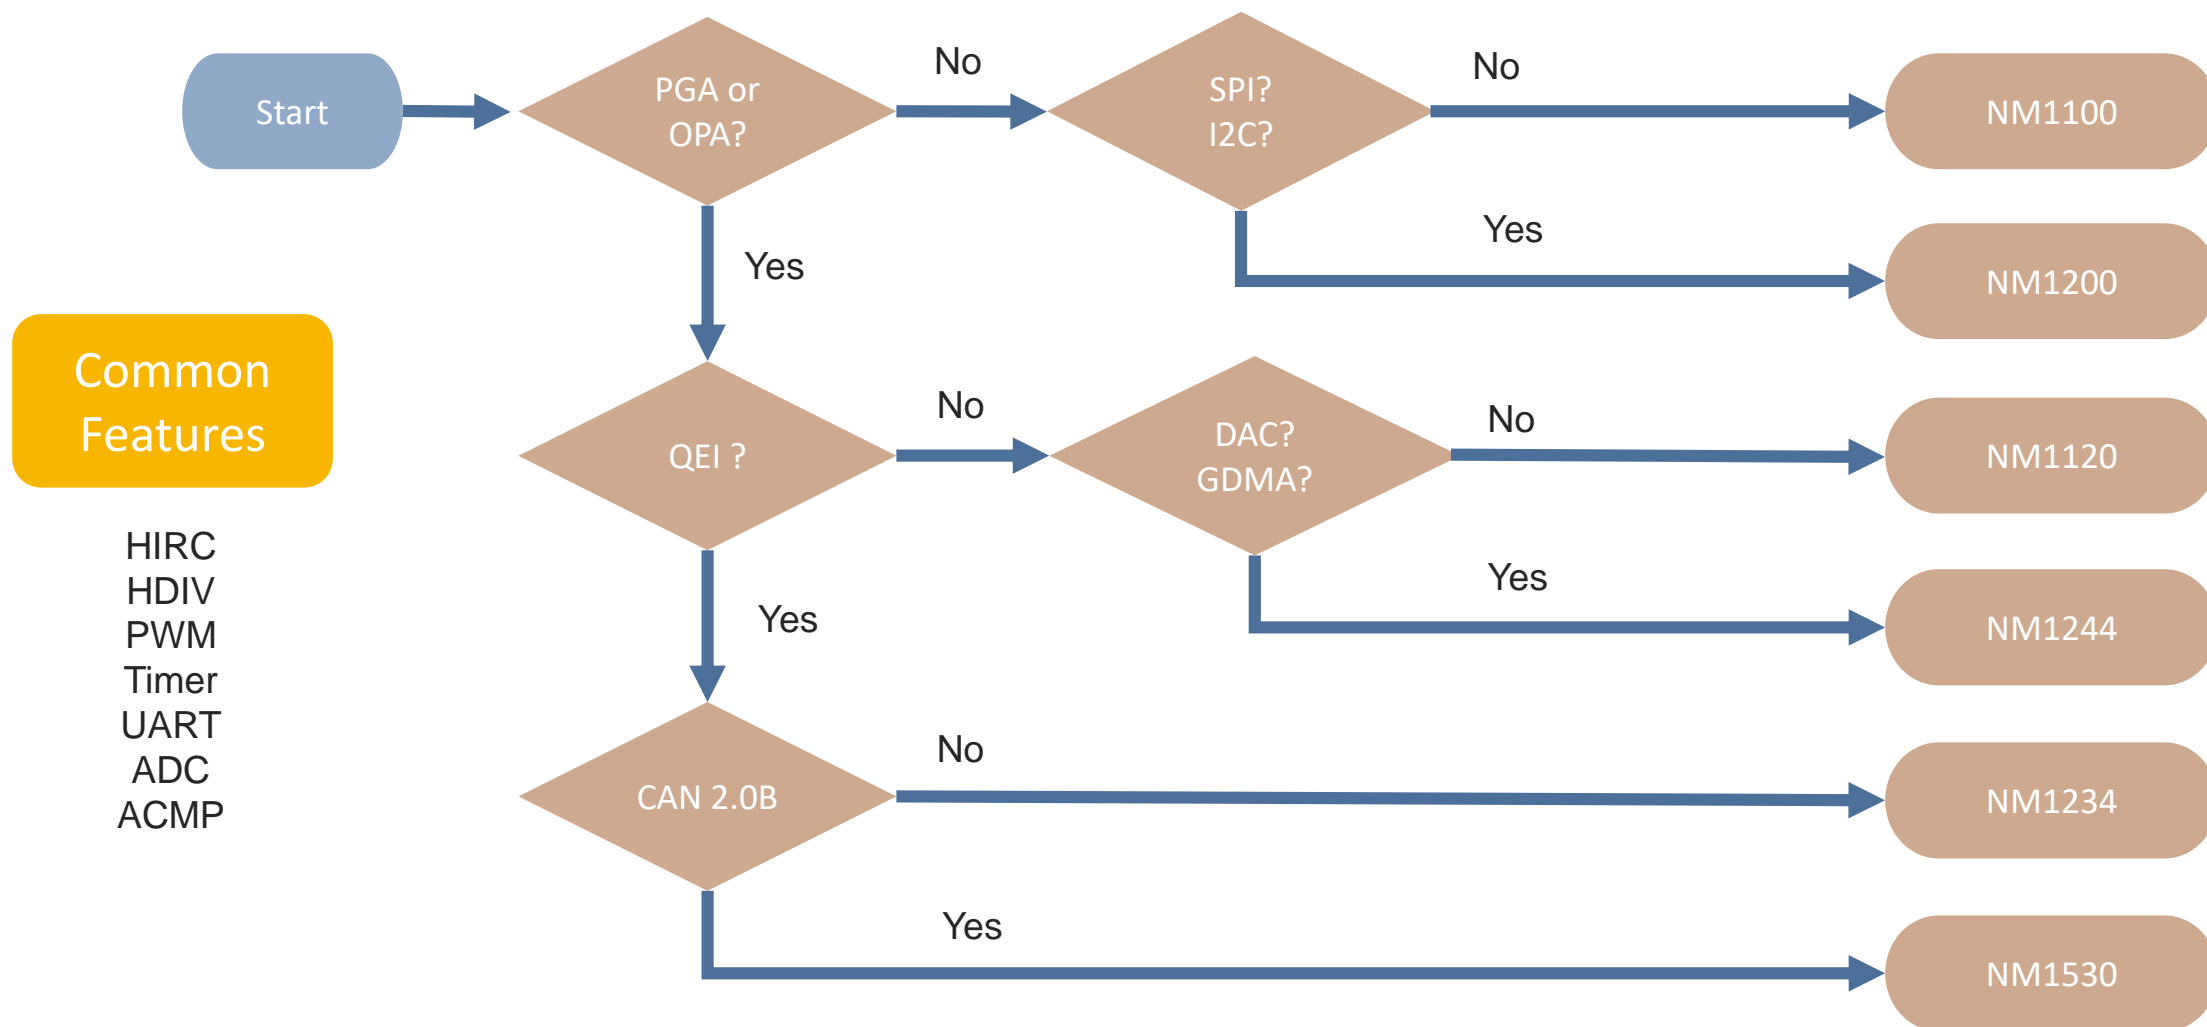 Start
PGA or
OPA?
No
SPI?
I2C?
No
NM1100
Yes
NM1200
Yes
Common
Features
HIRC
HDIV
PWM
Timer
UART
ADC
ACMP
QEI ?
No
DAC?
GDMA?
No
NM1120
Yes
NM1244
Yes
CAN 2.0B
No
NM1234
Yes
NM1530